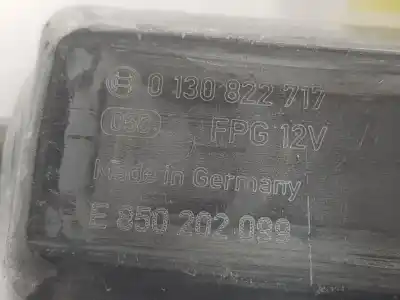 0 130 822 717
FPG 12V
Made in Germany
E 850 202 099